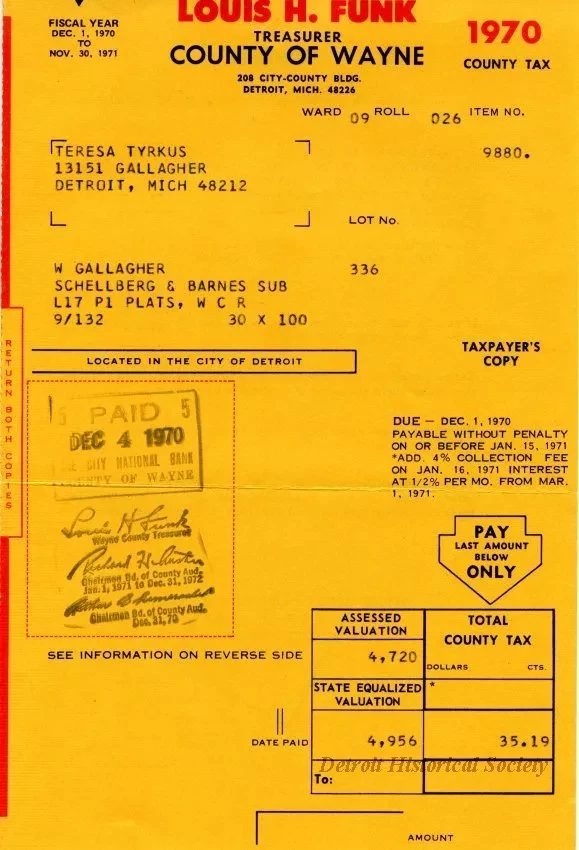 LOUIS H. FUNK
TREASURER
COUNTY OF WAYNE
208 CITY-COUNTY BLDG.
DETROIT, MICH. 48226
FISCAL YEAR
DEC. 1, 1970
TO
NOV. 30, 1971
1970
COUNTY TAX
WARD 09 ROLL 026 ITEM NO.
9880.
TERESA TYRKUS
13151 GALLAGHER
DETROIT, MICH 48212
LOT No.
336
W GALLAGHER
SCHELLBERG & BARNES SUB
L17 P1 PLATS, W C R
9/132 30 X 100
LOCATED IN THE CITY OF DETROIT
TAXPAYER'S
COPY
RETURN BOTH COPIES
5 PAID 5
DEC 4 1970
CITY NATIONAL BANK
COUNTY OF WAYNE
Louis H Funk
Wayne County Treasurer
Richard H.
Chairman Bd. of County Aud.
Jan. 1, 1971 to Dec. 31, 1972
Chairman Bd. of County Aud.
Dec. 31, 70
DUE — DEC. 1, 1970
PAYABLE WITHOUT PENALTY
ON OR BEFORE JAN. 15, 1971
*ADD. 4% COLLECTION FEE
ON JAN. 16, 1971 INTEREST
AT 1/2% PER MO. FROM MAR.
1, 1971.
PAY
LAST AMOUNT
BELOW
ONLY
SEE INFORMATION ON REVERSE SIDE
ASSESSED
VALUATION
4,720
TOTAL
COUNTY TAX
DOLLARS CTS.
STATE EQUALIZED
VALUATION
*
4,956
35.19
DATE PAID
Detroit Historical Society
To:
AMOUNT